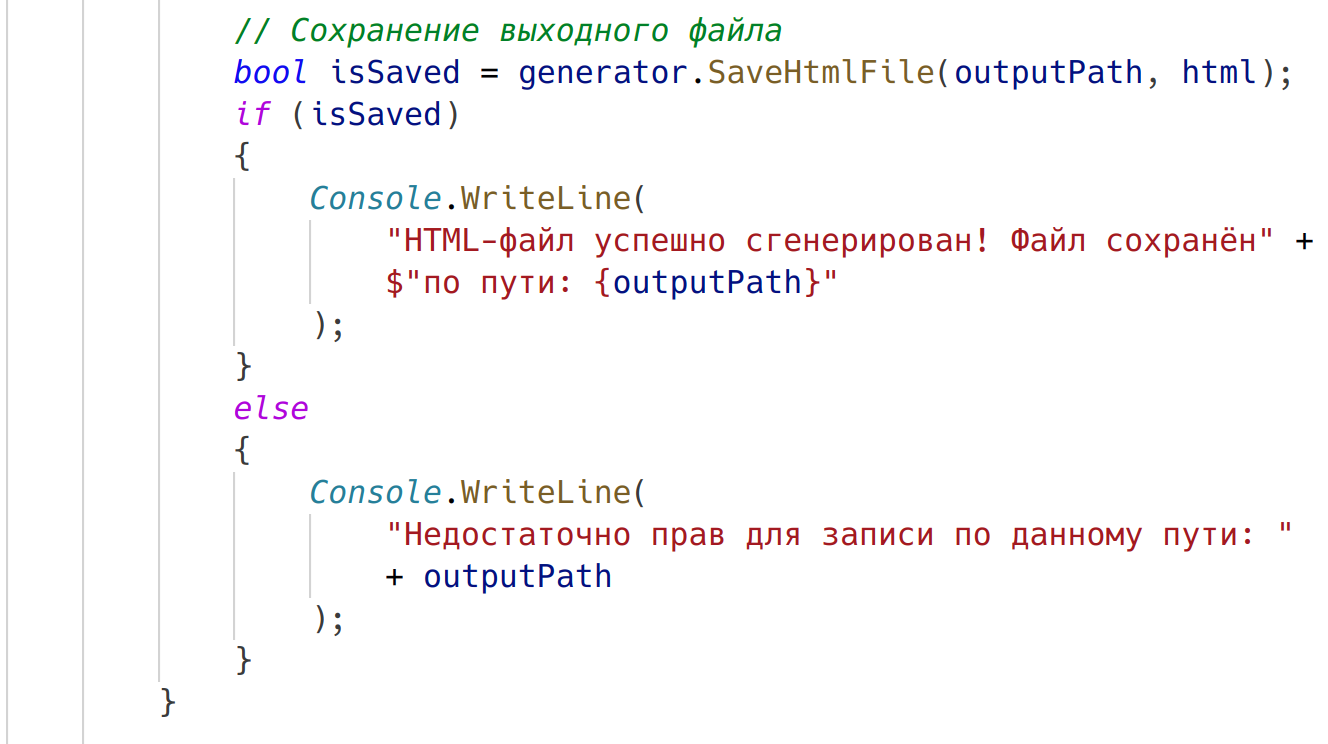 // Сохранение выходного файла
bool isSaved = generator.SaveHtmlFile(outputPath, html);
if (isSaved)
{
Console.WriteLine(
"HTML-файл успешно сгенерирован! Файл сохранён" +
$"по пути: {outputPath}"
);
}
else
{
Console.WriteLine(
"Недостаточно прав для записи по данному пути: "
+ outputPath
);
}
}